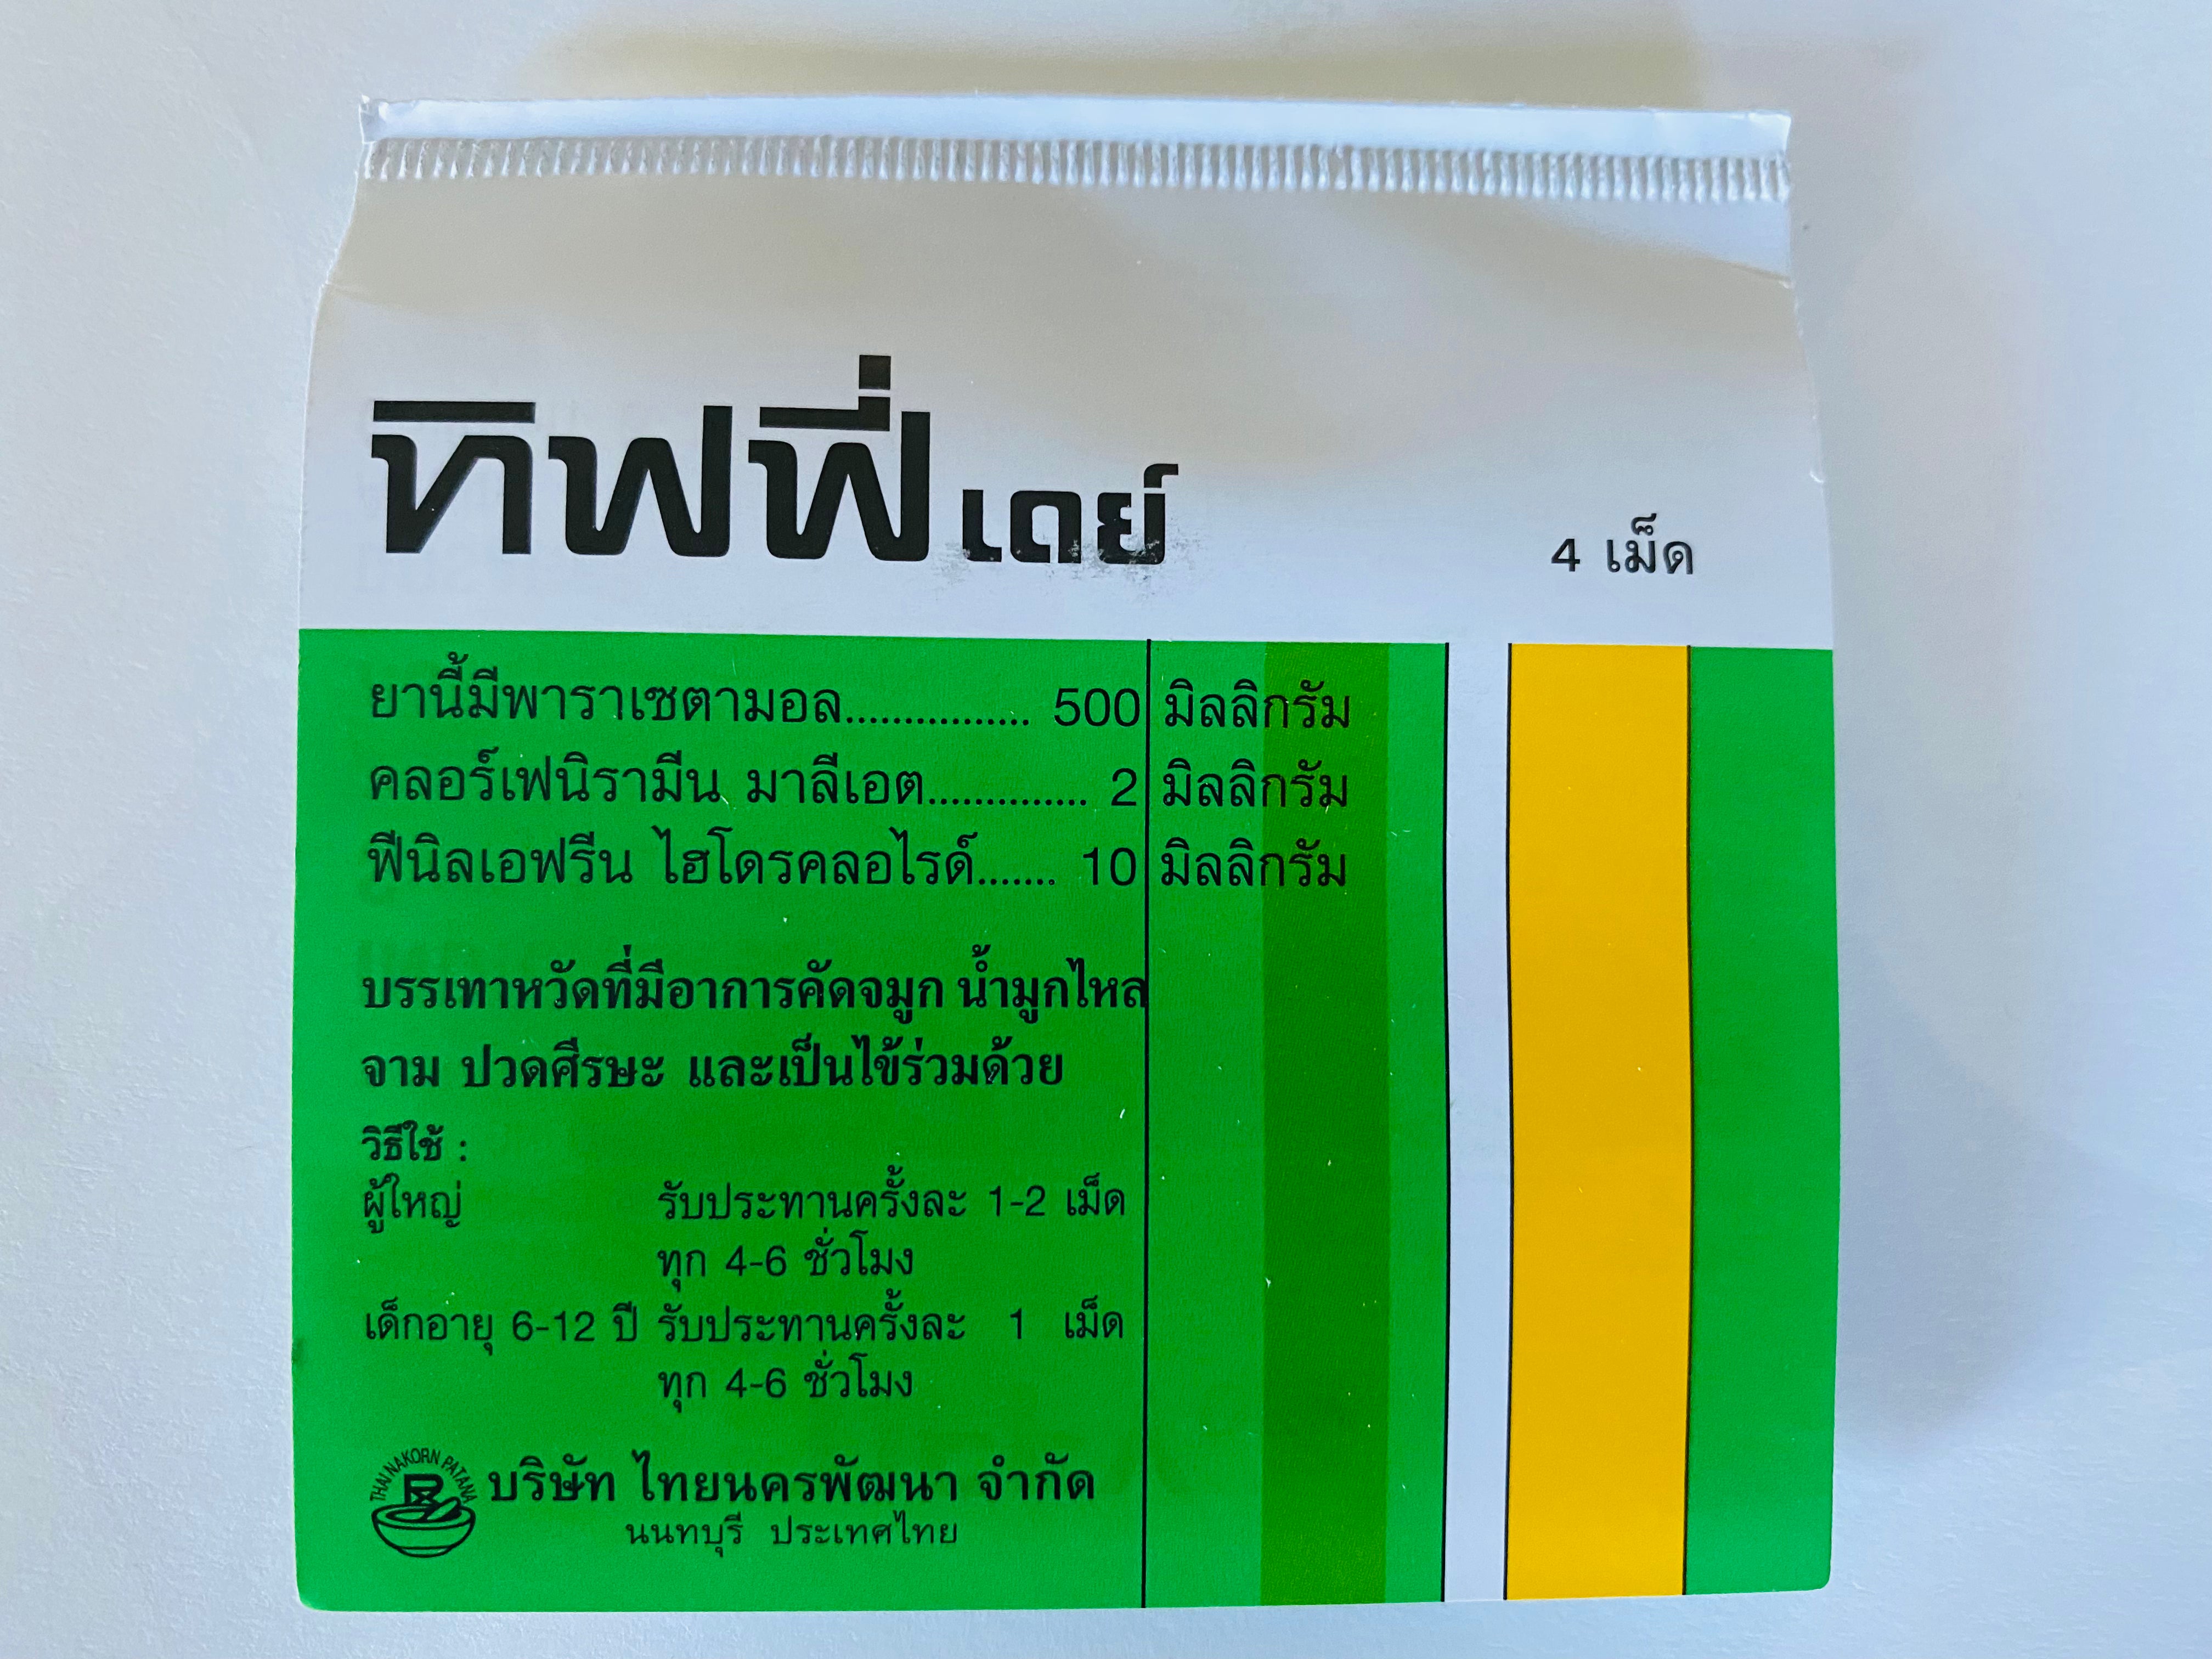 ทิฟฟี่ เดย์
4 เม็ด
ยานี้มีพาราเซตามอล................ 500 มิลลิกรัม
คลอร์เฟนิรามีน มาลีเอต.............. 2 มิลลิกรัม
ฟีนิลเอฟรีน ไฮโดรคลอไรด์....... 10 มิลลิกรัม
บรรเทาหวัดที่มีอาการคัดจมูก น้ำมูกไหล
จาม ปวดศีรษะ และเป็นไข้ร่วมด้วย
วิธีใช้ :
ผู้ใหญ่ รับประทานครั้งละ 1-2 เม็ด
ทุก 4-6 ชั่วโมง
เด็กอายุ 6-12 ปี รับประทานครั้งละ 1 เม็ด
ทุก 4-6 ชั่วโมง
THAI NAKORN PATANA
บริษัท ไทยนครพัฒนา จำกัด
นนทบุรี ประเทศไทย